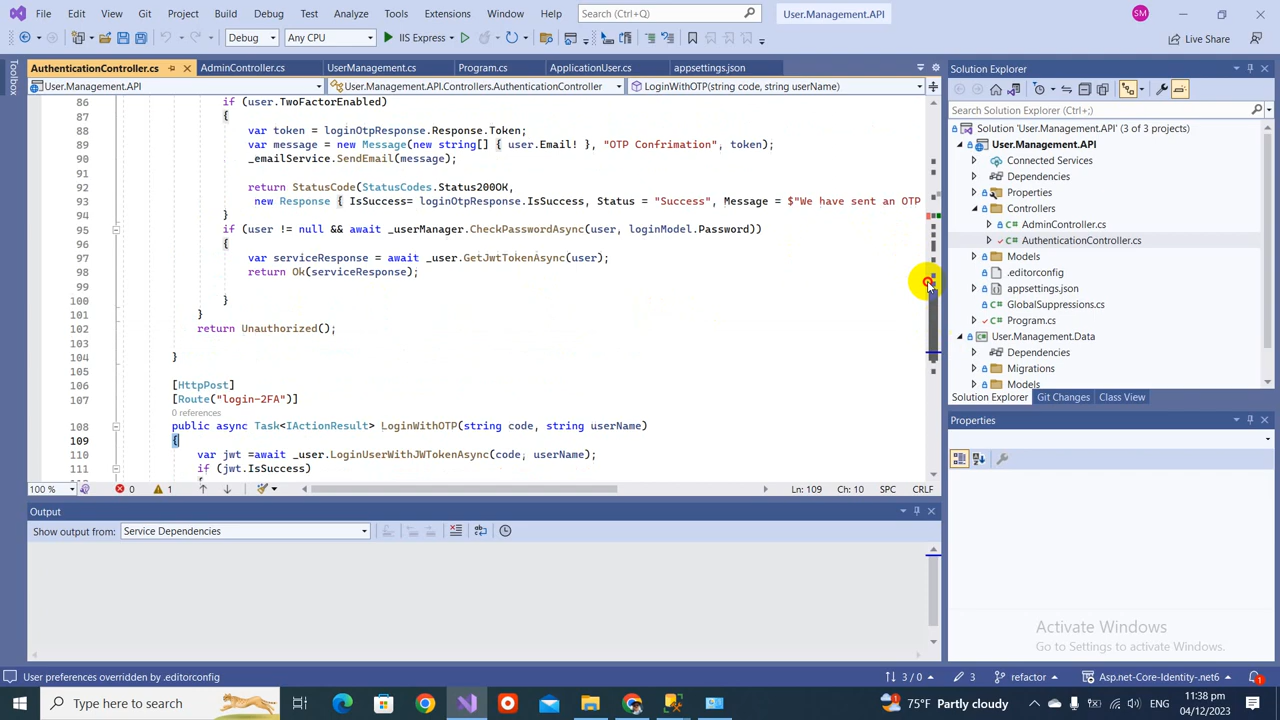 File Edit View Git Project Build Debug Test Analyze Tools Extensions Window Help Search (Ctrl+Q) User.Management.API SM
Debug Any CPU IIS Express Live Share
Toolbox
AuthenticationController.cs AdminController.cs UserManagement.cs Program.cs ApplicationUser.cs appsettings.json
User.Management.API User.Management.API.Controllers.AuthenticationController LoginWithOTP(string code, string userName)
86 if (user.TwoFactorEnabled)
87 {
88 var token = loginOtpResponse.Response.Token;
89 var message = new Message(new string[] { user.Email! }, "OTP Confrimation", token);
90 _emailService.SendEmail(message);
91
92 return StatusCode(StatusCodes.Status200OK,
93 new Response { IsSuccess= loginOtpResponse.IsSuccess, Status = "Success", Message = $"We have sent an OTP
94 }
95 if (user != null && await _userManager.CheckPasswordAsync(user, loginModel.Password))
96 {
97 var serviceResponse = await _user.GetJwtTokenAsync(user);
98 return Ok(serviceResponse);
99
100 }
101 }
102 return Unauthorized();
103
104 }
105
106 [HttpPost]
107 [Route("login-2FA")]
0 references
108 public async Task<IActionResult> LoginWithOTP(string code, string userName)
109 {
110 var jwt =await _user.LoginUserWithJWTokenAsync(code, userName);
111 if (jwt.IsSuccess)
100 % 0 1 Ln: 109 Ch: 10 SPC CRLF
Output
Show output from: Service Dependencies
Solution Explorer
Search Solution Explorer (Ctrl+;)
Solution 'User.Management.API' (3 of 3 projects)
User.Management.API
Connected Services
Dependencies
Properties
Controllers
AdminController.cs
AuthenticationController.cs
Models
.editorconfig
appsettings.json
GlobalSuppressions.cs
Program.cs
User.Management.Data
Dependencies
Migrations
Models
Solution Explorer Git Changes Class View
Properties
Activate Windows
Go to Settings to activate Windows.
User preferences overridden by .editorconfig 3 / 0 3 refactor Asp.net-Core-Identity-.net6 1
Type here to search 75°F Partly cloudy 11:38 pm
04/12/2023